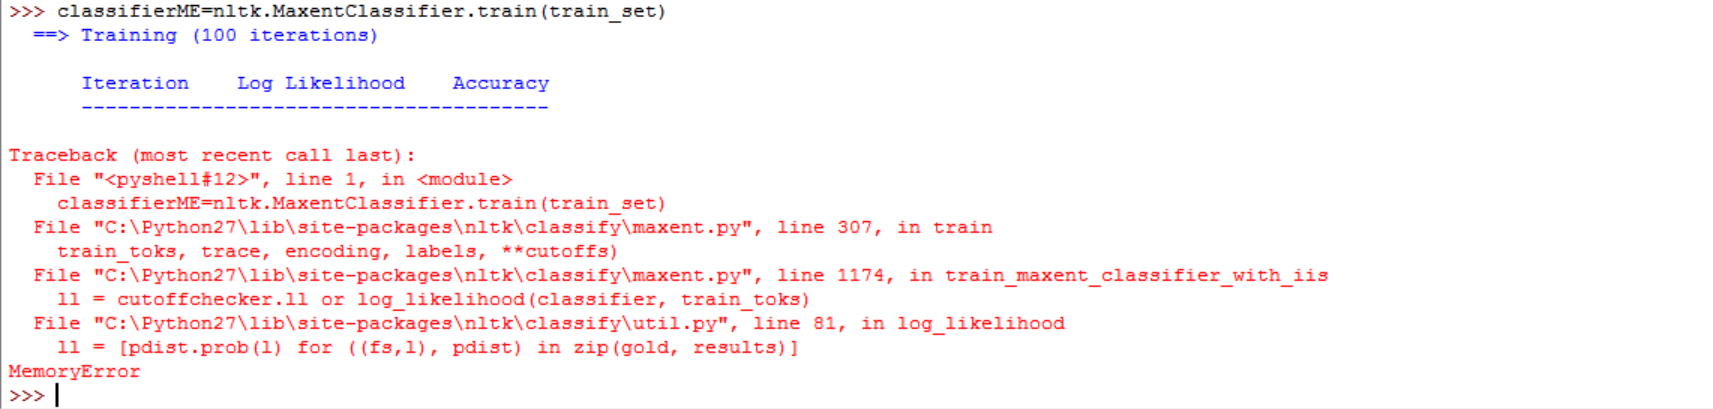 >>> classifierME=nltk.MaxentClassifier.train(train_set)
==> Training (100 iterations)
Iteration    Log Likelihood    Accuracy
---------------------------------------
Traceback (most recent call last):
File "<pyshell#12>", line 1, in <module>
classifierME=nltk.MaxentClassifier.train(train_set)
File "C:\Python27\lib\site-packages\nltk\classify\maxent.py", line 307, in train
train_toks, trace, encoding, labels, **cutoffs)
File "C:\Python27\lib\site-packages\nltk\classify\maxent.py", line 1174, in train_maxent_classifier_with_iis
ll = cutoffchecker.ll or log_likelihood(classifier, train_toks)
File "C:\Python27\lib\site-packages\nltk\classify\util.py", line 81, in log_likelihood
ll = [pdist.prob(l) for ((fs,l), pdist) in zip(gold, results)]
MemoryError
>>>